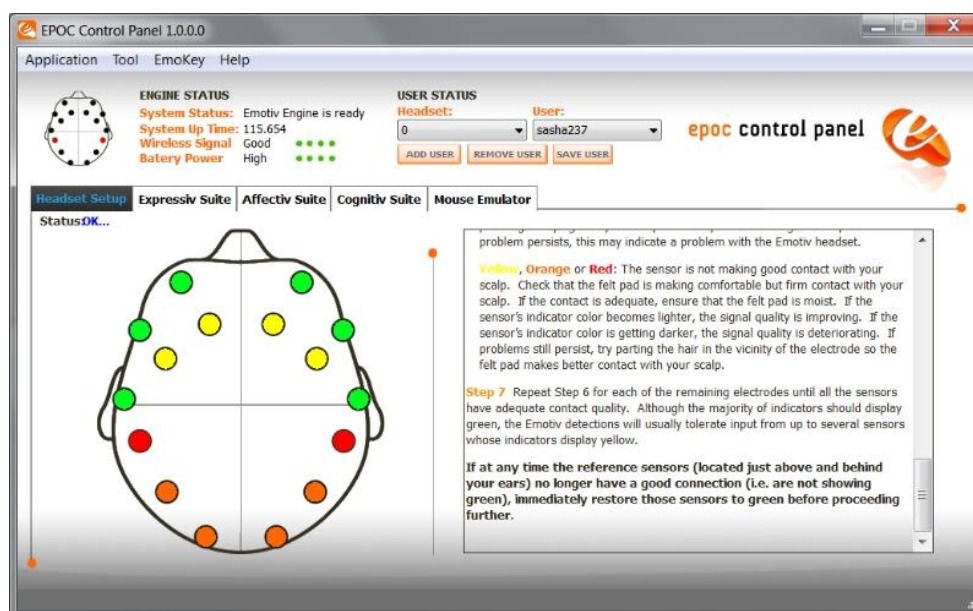 EPOC Control Panel 1.0.0.0
Application Tool EmoKey Help
ENGINE STATUS
System Status: Emotiv Engine is ready
System Up Time: 115.654
Wireless Signal Good
Batery Power High
USER STATUS
Headset: User:
0 sasha237
ADD USER REMOVE USER SAVE USER
epoc control panel
Headset Setup Expressiv Suite Affectiv Suite Cognitiv Suite Mouse Emulator
Status:OK...
problem persists, this may indicate a problem with the Emotiv headset.
Yellow, Orange or Red: The sensor is not making good contact with your
scalp. Check that the felt pad is making comfortable but firm contact with your
scalp. If the contact is adequate, ensure that the felt pad is moist. If the
sensor's indicator color becomes lighter, the signal quality is improving. If the
sensor's indicator color is getting darker, the signal quality is deteriorating. If
problems still persist, try parting the hair in the vicinity of the electrode so the
felt pad makes better contact with your scalp.
Step 7 Repeat Step 6 for each of the remaining electrodes until all the sensors
have adequate contact quality. Although the majority of indicators should display
green, the Emotiv detections will usually tolerate input from up to several sensors
whose indicators display yellow.
If at any time the reference sensors (located just above and behind
your ears) no longer have a good connection (i.e. are not showing
green), immediately restore those sensors to green before proceeding
further.